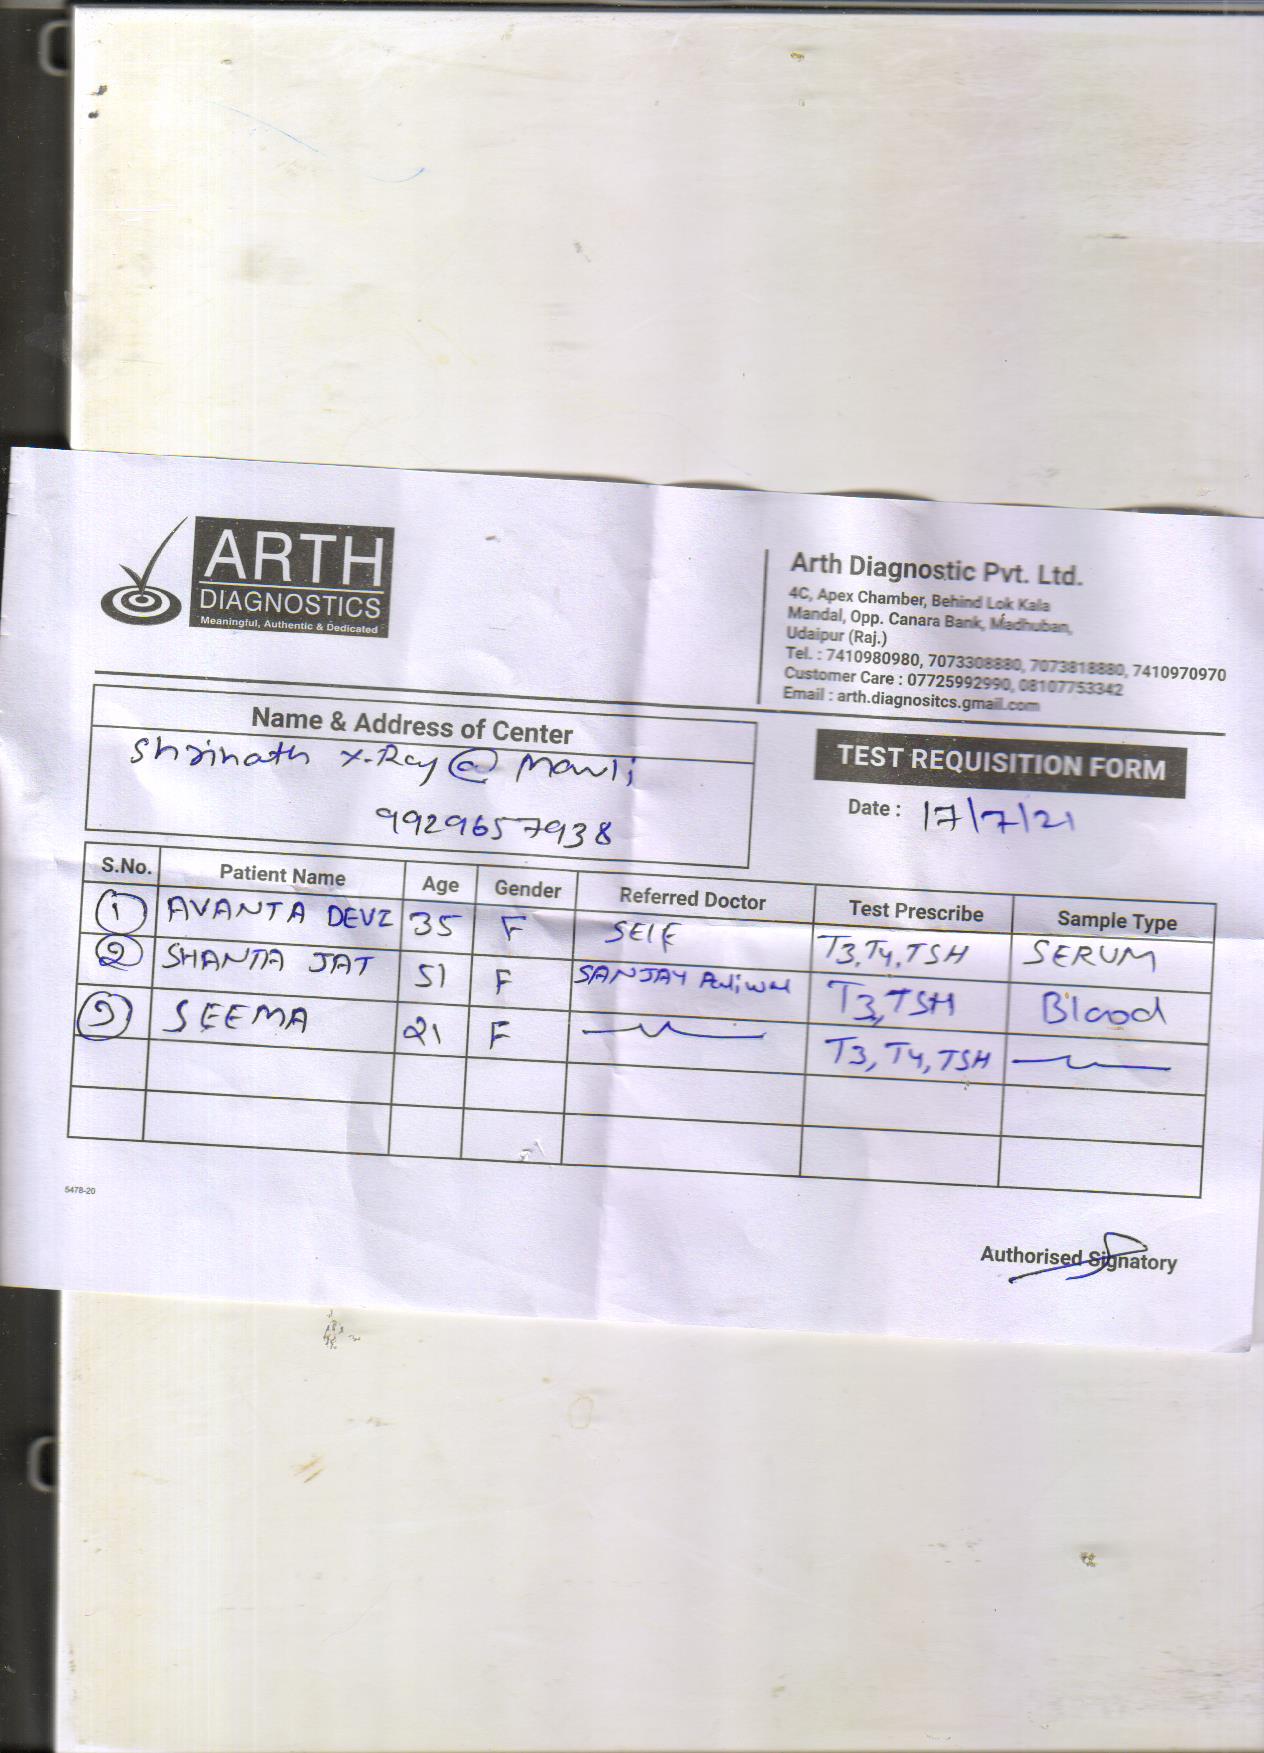 ARTH
DIAGNOSTICS
Meaningful, Authentic & Dedicated
Arth Diagnostic Pvt. Ltd.
4C, Apex Chamber, Behind Lok Kala
Mandal, Opp. Canara Bank, Madhuban,
Udaipur (Raj.)
Tel. : 7410980980, 7073308880, 7073818880, 7410970970
Customer Care : 07725992990, 08107753342
Email : arth.diagnositcs.gmail.com
Name & Address of Center
Shrinath X-Ray @ Mavli
9929657938
TEST REQUISITION FORM
Date : 17/7/21
S.No. Patient Name Age Gender Referred Doctor Test Prescribe Sample Type
1 AVANTA DEVI 35 F SELF T3, T4, TSH SERUM
2 SHANTA JAT 51 F SANJAY Paliwal T3, TSH Blood
3 SEEMA 21 F T3, T4, TSH
5478-20
Authorised Signatory